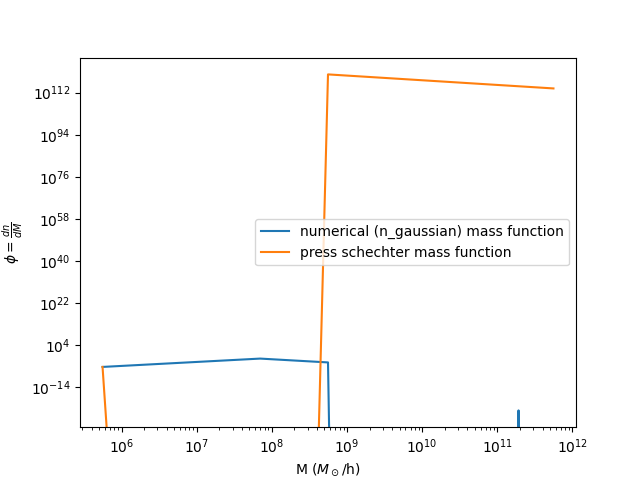 10^112
10^94
10^76
10^58
10^40
10^22
10^4
10^−14
ϕ = dn/dM
numerical (n_gaussian) mass function
press schechter mass function
10^6 10^7 10^8 10^9 10^10 10^11 10^12
M (M_⊙/h)